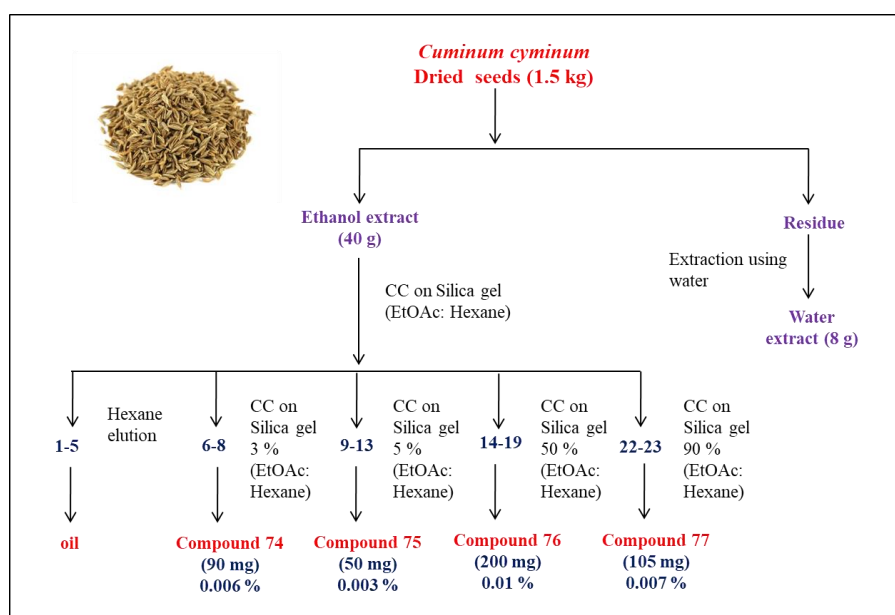 Cuminum cyminum
Dried seeds (1.5 kg)
Ethanol extract
(40 g)
Residue
Extraction using
water
CC on Silica gel
(EtOAc: Hexane)
Water
extract (8 g)
Hexane
elution
CC on
Silica gel
3 %
(EtOAc:
Hexane)
CC on
Silica gel
5 %
(EtOAc:
Hexane)
CC on
Silica gel
50 %
(EtOAc:
Hexane)
CC on
Silica gel
90 %
(EtOAc:
Hexane)
1-5
6-8
9-13
14-19
22-23
oil
Compound 74
(90 mg)
0.006 %
Compound 75
(50 mg)
0.003 %
Compound 76
(200 mg)
0.01 %
Compound 77
(105 mg)
0.007 %